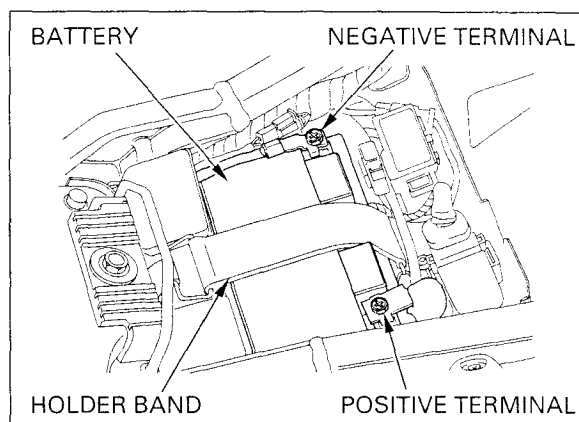 BATTERY
NEGATIVE TERMINAL
HOLDER BAND
POSITIVE TERMINAL